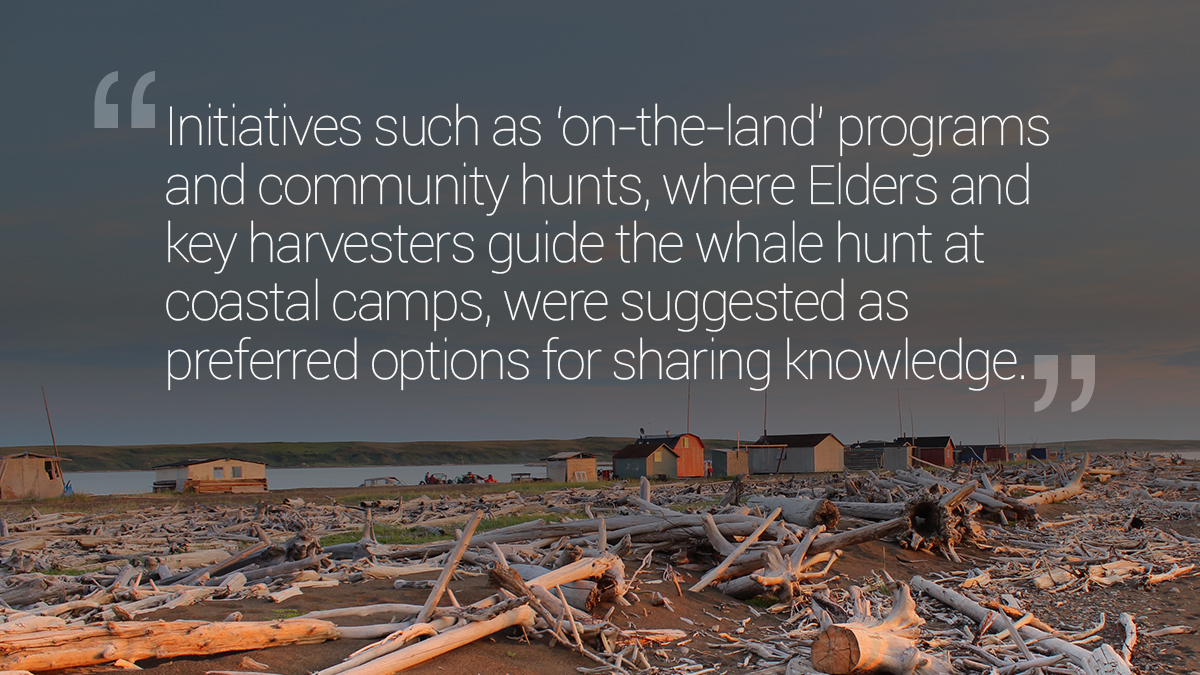 “Initiatives such as ‘on-the-land’ programs
and community hunts, where Elders and
key harvesters guide the whale hunt at
coastal camps, were suggested as
preferred options for sharing knowledge.”